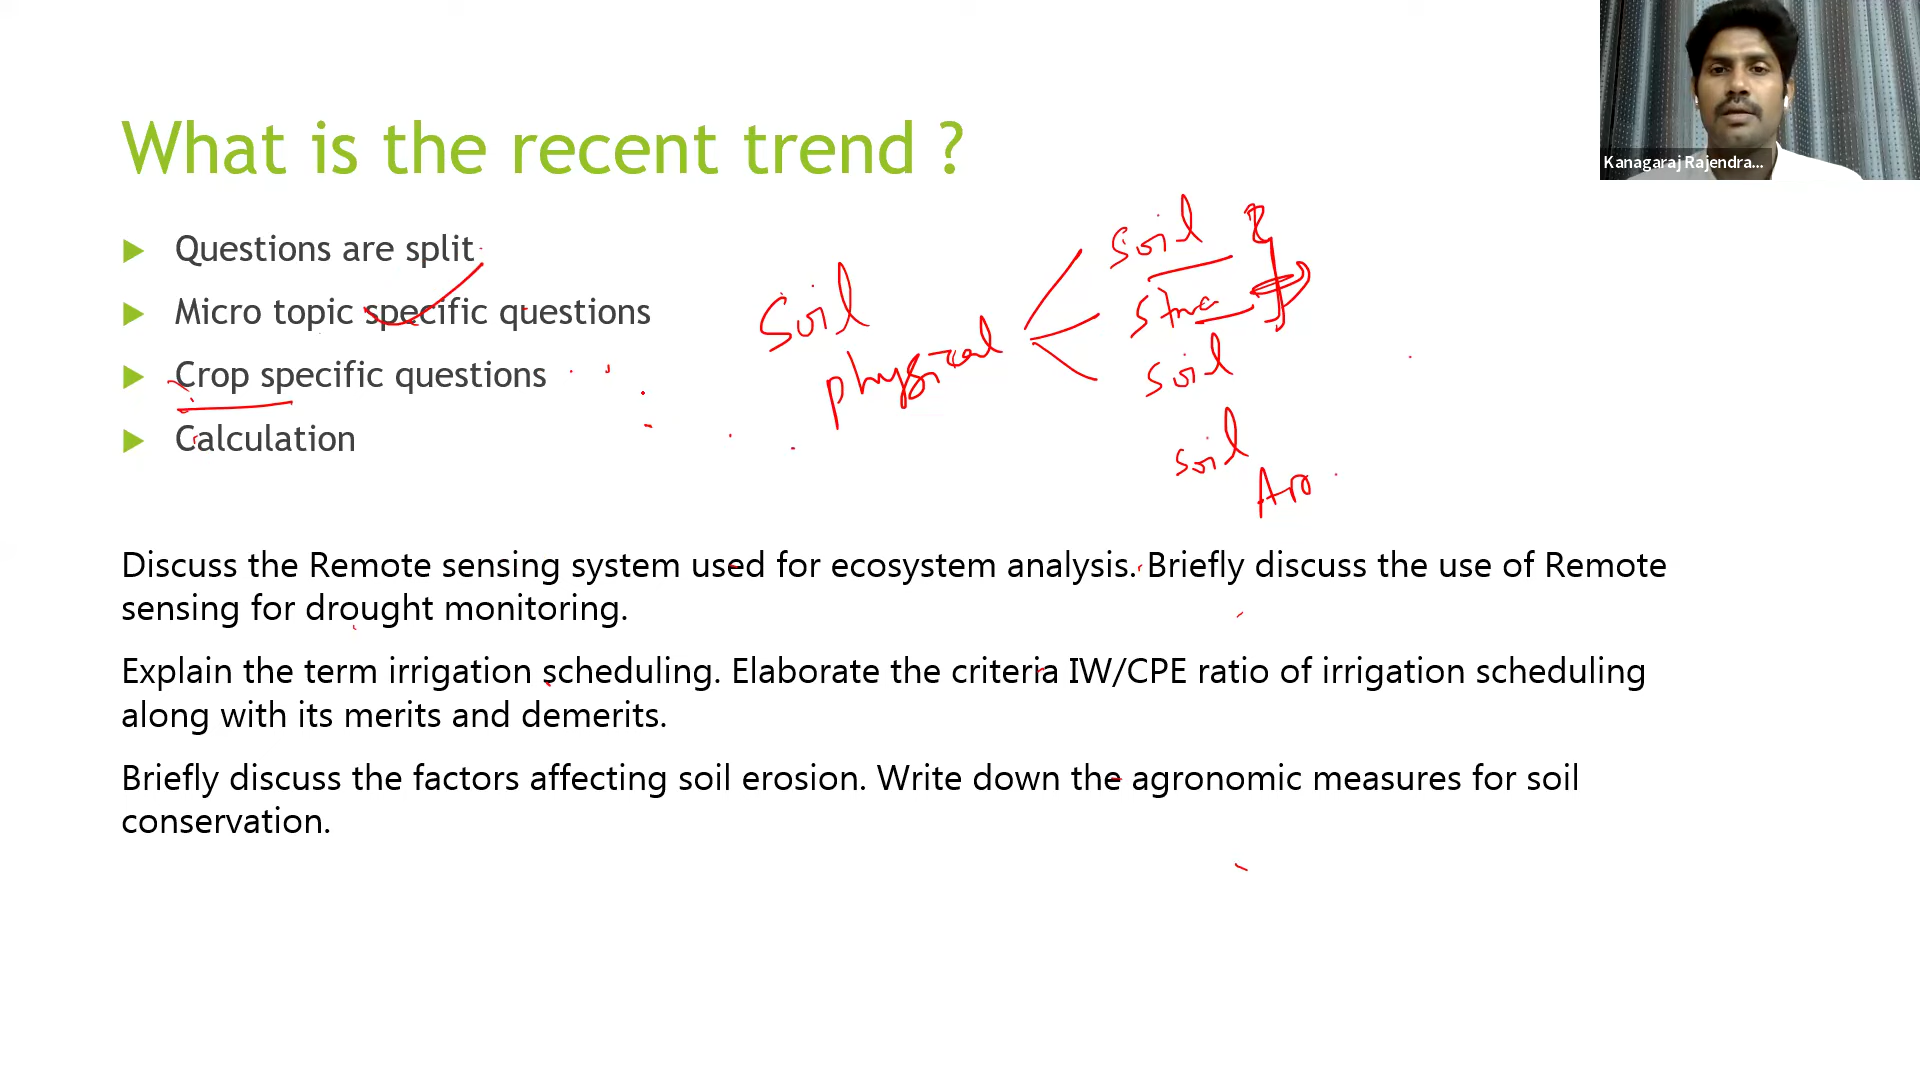 What is the recent trend ?
Kanagaraj Rajendra...
Questions are split
Micro topic specific questions
Crop specific questions
Calculation
Soil
physical
Soil
Soil
Soil
Discuss the Remote sensing system used for ecosystem analysis. Briefly discuss the use of Remote
sensing for drought monitoring.
Explain the term irrigation scheduling. Elaborate the criteria IW/CPE ratio of irrigation scheduling
along with its merits and demerits.
Briefly discuss the factors affecting soil erosion. Write down the agronomic measures for soil
conservation.